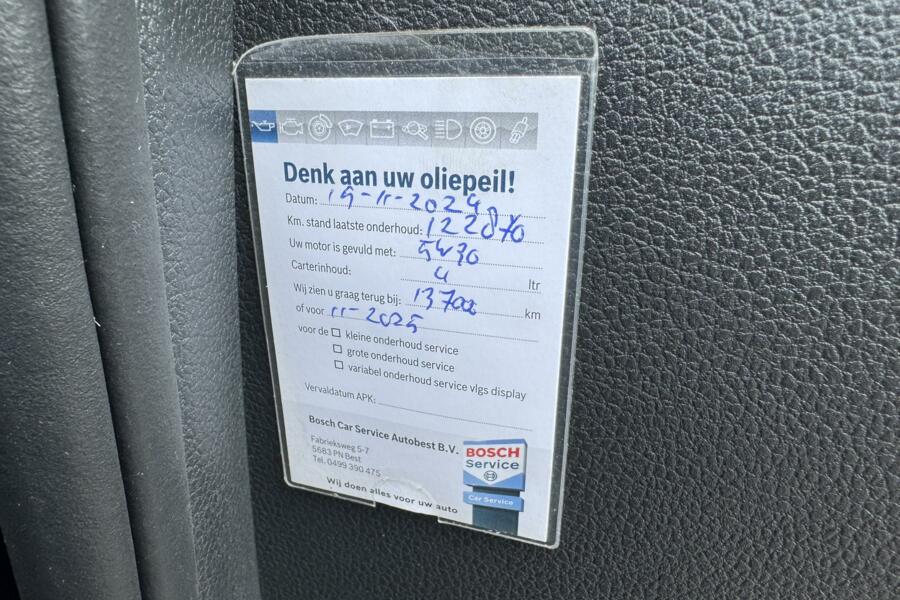 Denk aan uw oliepeil!
Datum: 19-11-2024
Km. stand laatste onderhoud: 122070
Uw motor is gevuld met: 5W30
Carterinhoud: 4 ltr
Wij zien u graag terug bij: 13700 km
of voor 11-2025
voor de ☐ kleine onderhoud service
☐ grote onderhoud service
☐ variabel onderhoud service vlgs display
Vervaldatum APK:
Bosch Car Service Autobest B.V.
Fabrieksweg 5-7
5683 PN Best
Tel. 0499 390 475
Wij doen alles voor uw auto
BOSCH
Service
Car Service